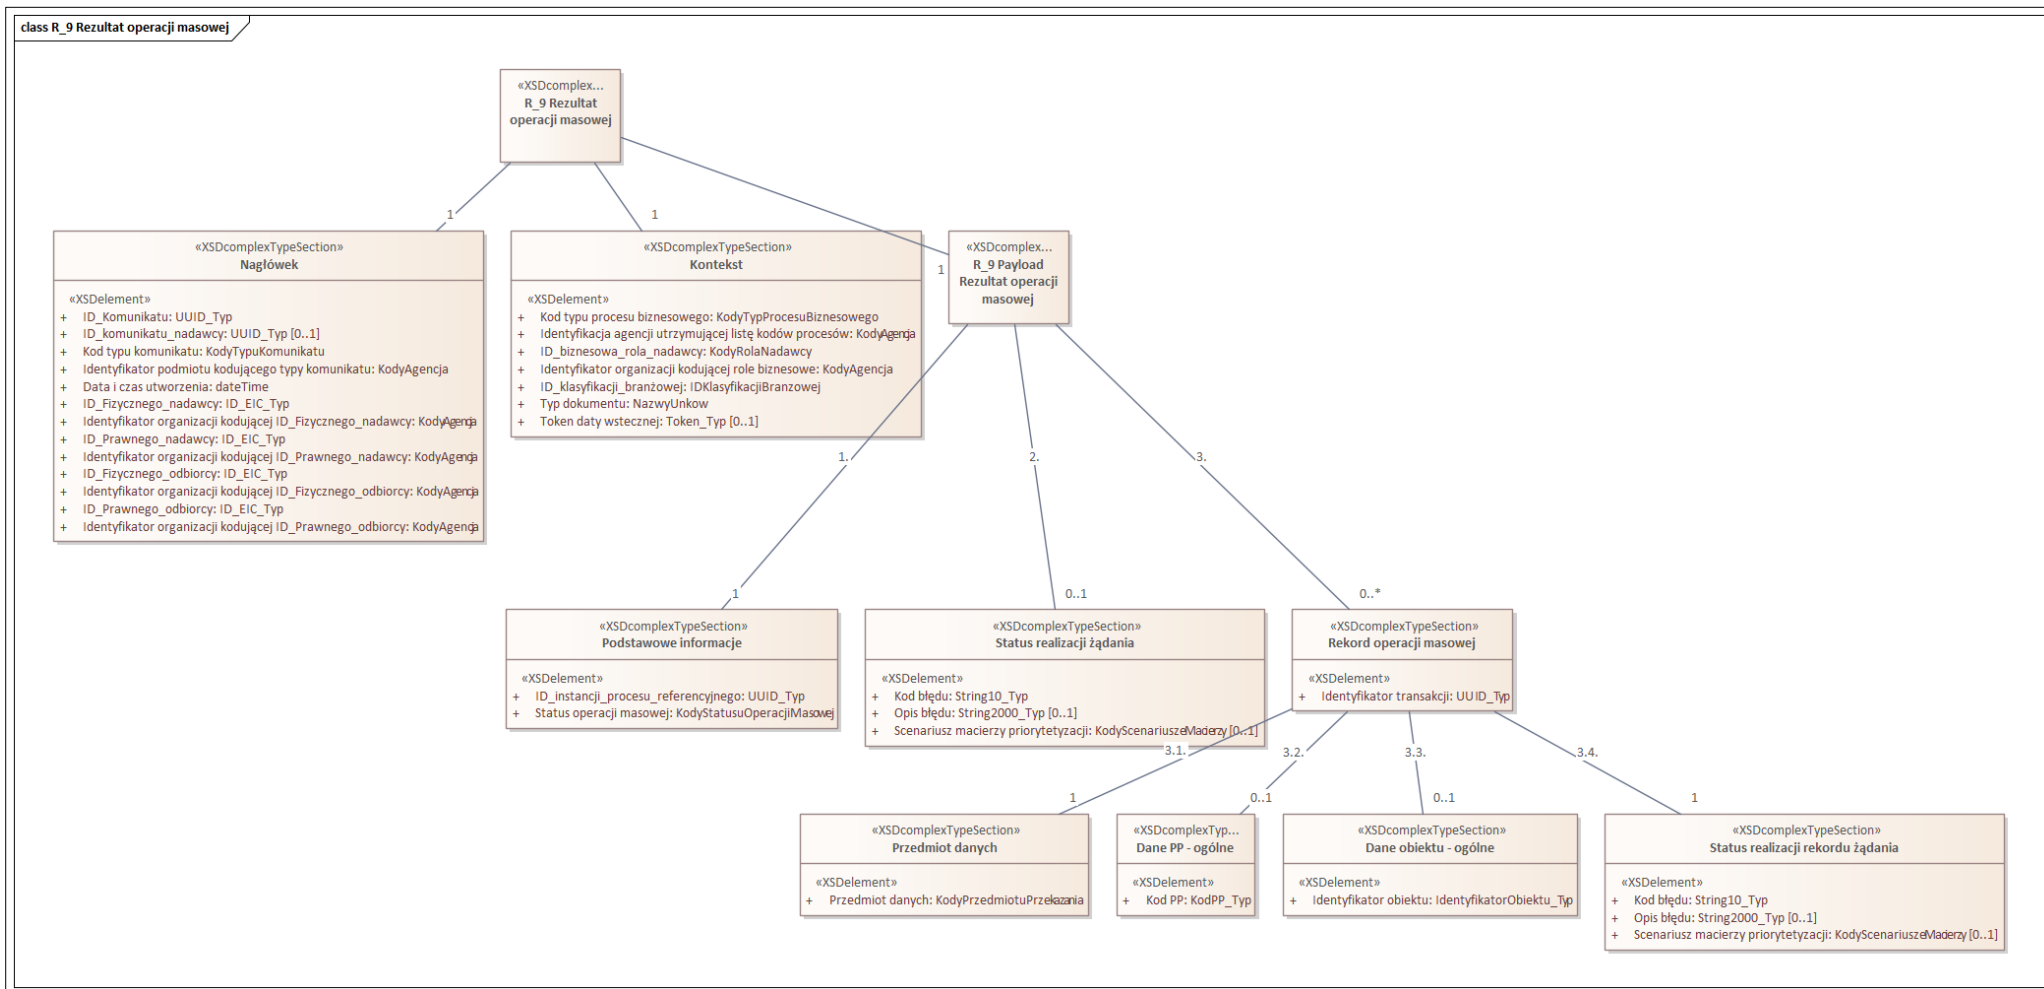 class R_9 Rezultat operacji masowej
«XSDcomplex...
R_9 Rezultat
operacji masowej
1
1
1
«XSDcomplexTypeSection»
Nagłówek
«XSDelement»
+ ID_Komunikatu: UUID_Typ
+ ID_komunikatu_nadawcy: UUID_Typ [0..1]
+ Kod typu komunikatu: KodyTypuKomunikatu
+ Identyfikator podmiotu kodującego typy komunikatu: KodyAgencja
+ Data i czas utworzenia: dateTime
+ ID_Fizycznego_nadawcy: ID_EIC_Typ
+ Identyfikator organizacji kodującej ID_Fizycznego_nadawcy: KodyAgencja
+ ID_Prawnego_nadawcy: ID_EIC_Typ
+ Identyfikator organizacji kodującej ID_Prawnego_nadawcy: KodyAgencja
+ ID_Fizycznego_odbiorcy: ID_EIC_Typ
+ Identyfikator organizacji kodującej ID_Fizycznego_odbiorcy: KodyAgencja
+ ID_Prawnego_odbiorcy: ID_EIC_Typ
+ Identyfikator organizacji kodującej ID_Prawnego_odbiorcy: KodyAgencja
«XSDcomplexTypeSection»
Kontekst
«XSDelement»
+ Kod typu procesu biznesowego: KodyTypProcesuBiznesowego
+ Identyfikacja agencji utrzymującej listę kodów procesów: KodyAgencja
+ ID_biznesowa_rola_nadawcy: KodyRolaNadawcy
+ Identyfikator organizacji kodującej role biznesowe: KodyAgencja
+ ID_klasyfikacji_branżowej: IDKlasyfikacjiBranzowej
+ Typ dokumentu: NazwyUnkow
+ Token daty wstecznej: Token_Typ [0..1]
«XSDcomplex...
R_9 Payload
Rezultat operacji
masowej
1.
2.
3.
1
0..1
0..*
«XSDcomplexTypeSection»
Podstawowe informacje
«XSDelement»
+ ID_instancji_procesu_referencyjnego: UUID_Typ
+ Status operacji masowej: KodyStatusuOperacjiMasowej
«XSDcomplexTypeSection»
Status realizacji żądania
«XSDelement»
+ Kod błędu: String10_Typ
+ Opis błędu: String2000_Typ [0..1]
+ Scenariusz macierzy priorytetyzacji: KodyScenariuszeMacierzy [0..1]
«XSDcomplexTypeSection»
Rekord operacji masowej
«XSDelement»
+ Identyfikator transakcji: UUID_Typ
3.1.
3.2.
3.3.
3.4.
1
0..1
0..1
1
«XSDcomplexTypeSection»
Przedmiot danych
«XSDelement»
+ Przedmiot danych: KodyPrzedmiotuPrzekazania
«XSDcomplexTyp...
Dane PP - ogólne
«XSDelement»
+ Kod PP: KodPP_Typ
«XSDcomplexTypeSection»
Dane obiektu - ogólne
«XSDelement»
+ Identyfikator obiektu: IdentyfikatorObiektu_Typ
«XSDcomplexTypeSection»
Status realizacji rekordu żądania
«XSDelement»
+ Kod błędu: String10_Typ
+ Opis błędu: String2000_Typ [0..1]
+ Scenariusz macierzy priorytetyzacji: KodyScenariuszeMacierzy [0..1]